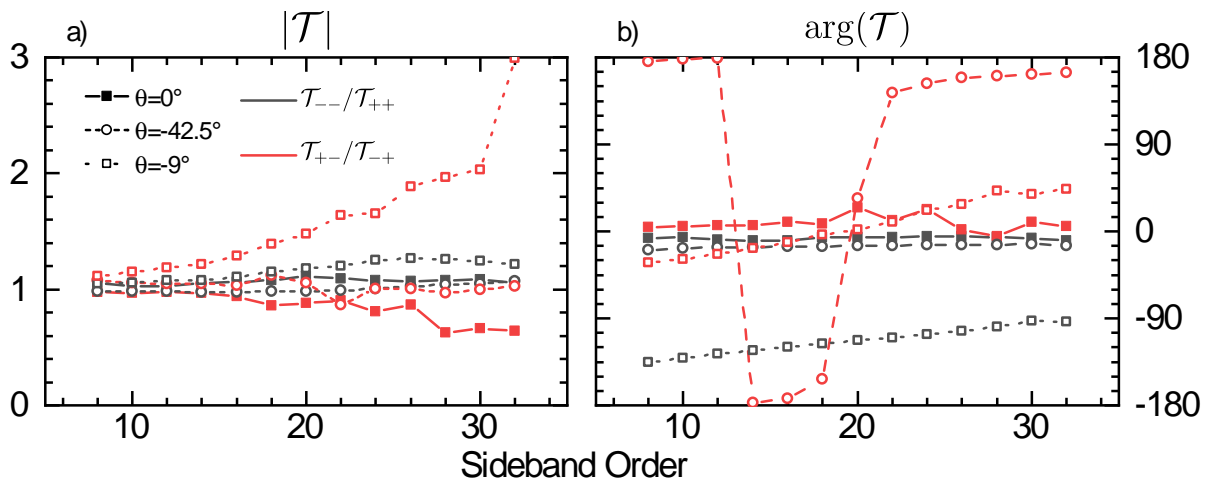 a) |𝒯|
b) arg(𝒯)
3
2
1
0
θ=0°
θ=-42.5°
θ=-9°
𝒯₋₋/𝒯₊₊
𝒯₊₋/𝒯₋₊
180
90
0
-90
-180
10 20 30 10 20 30
Sideband Order